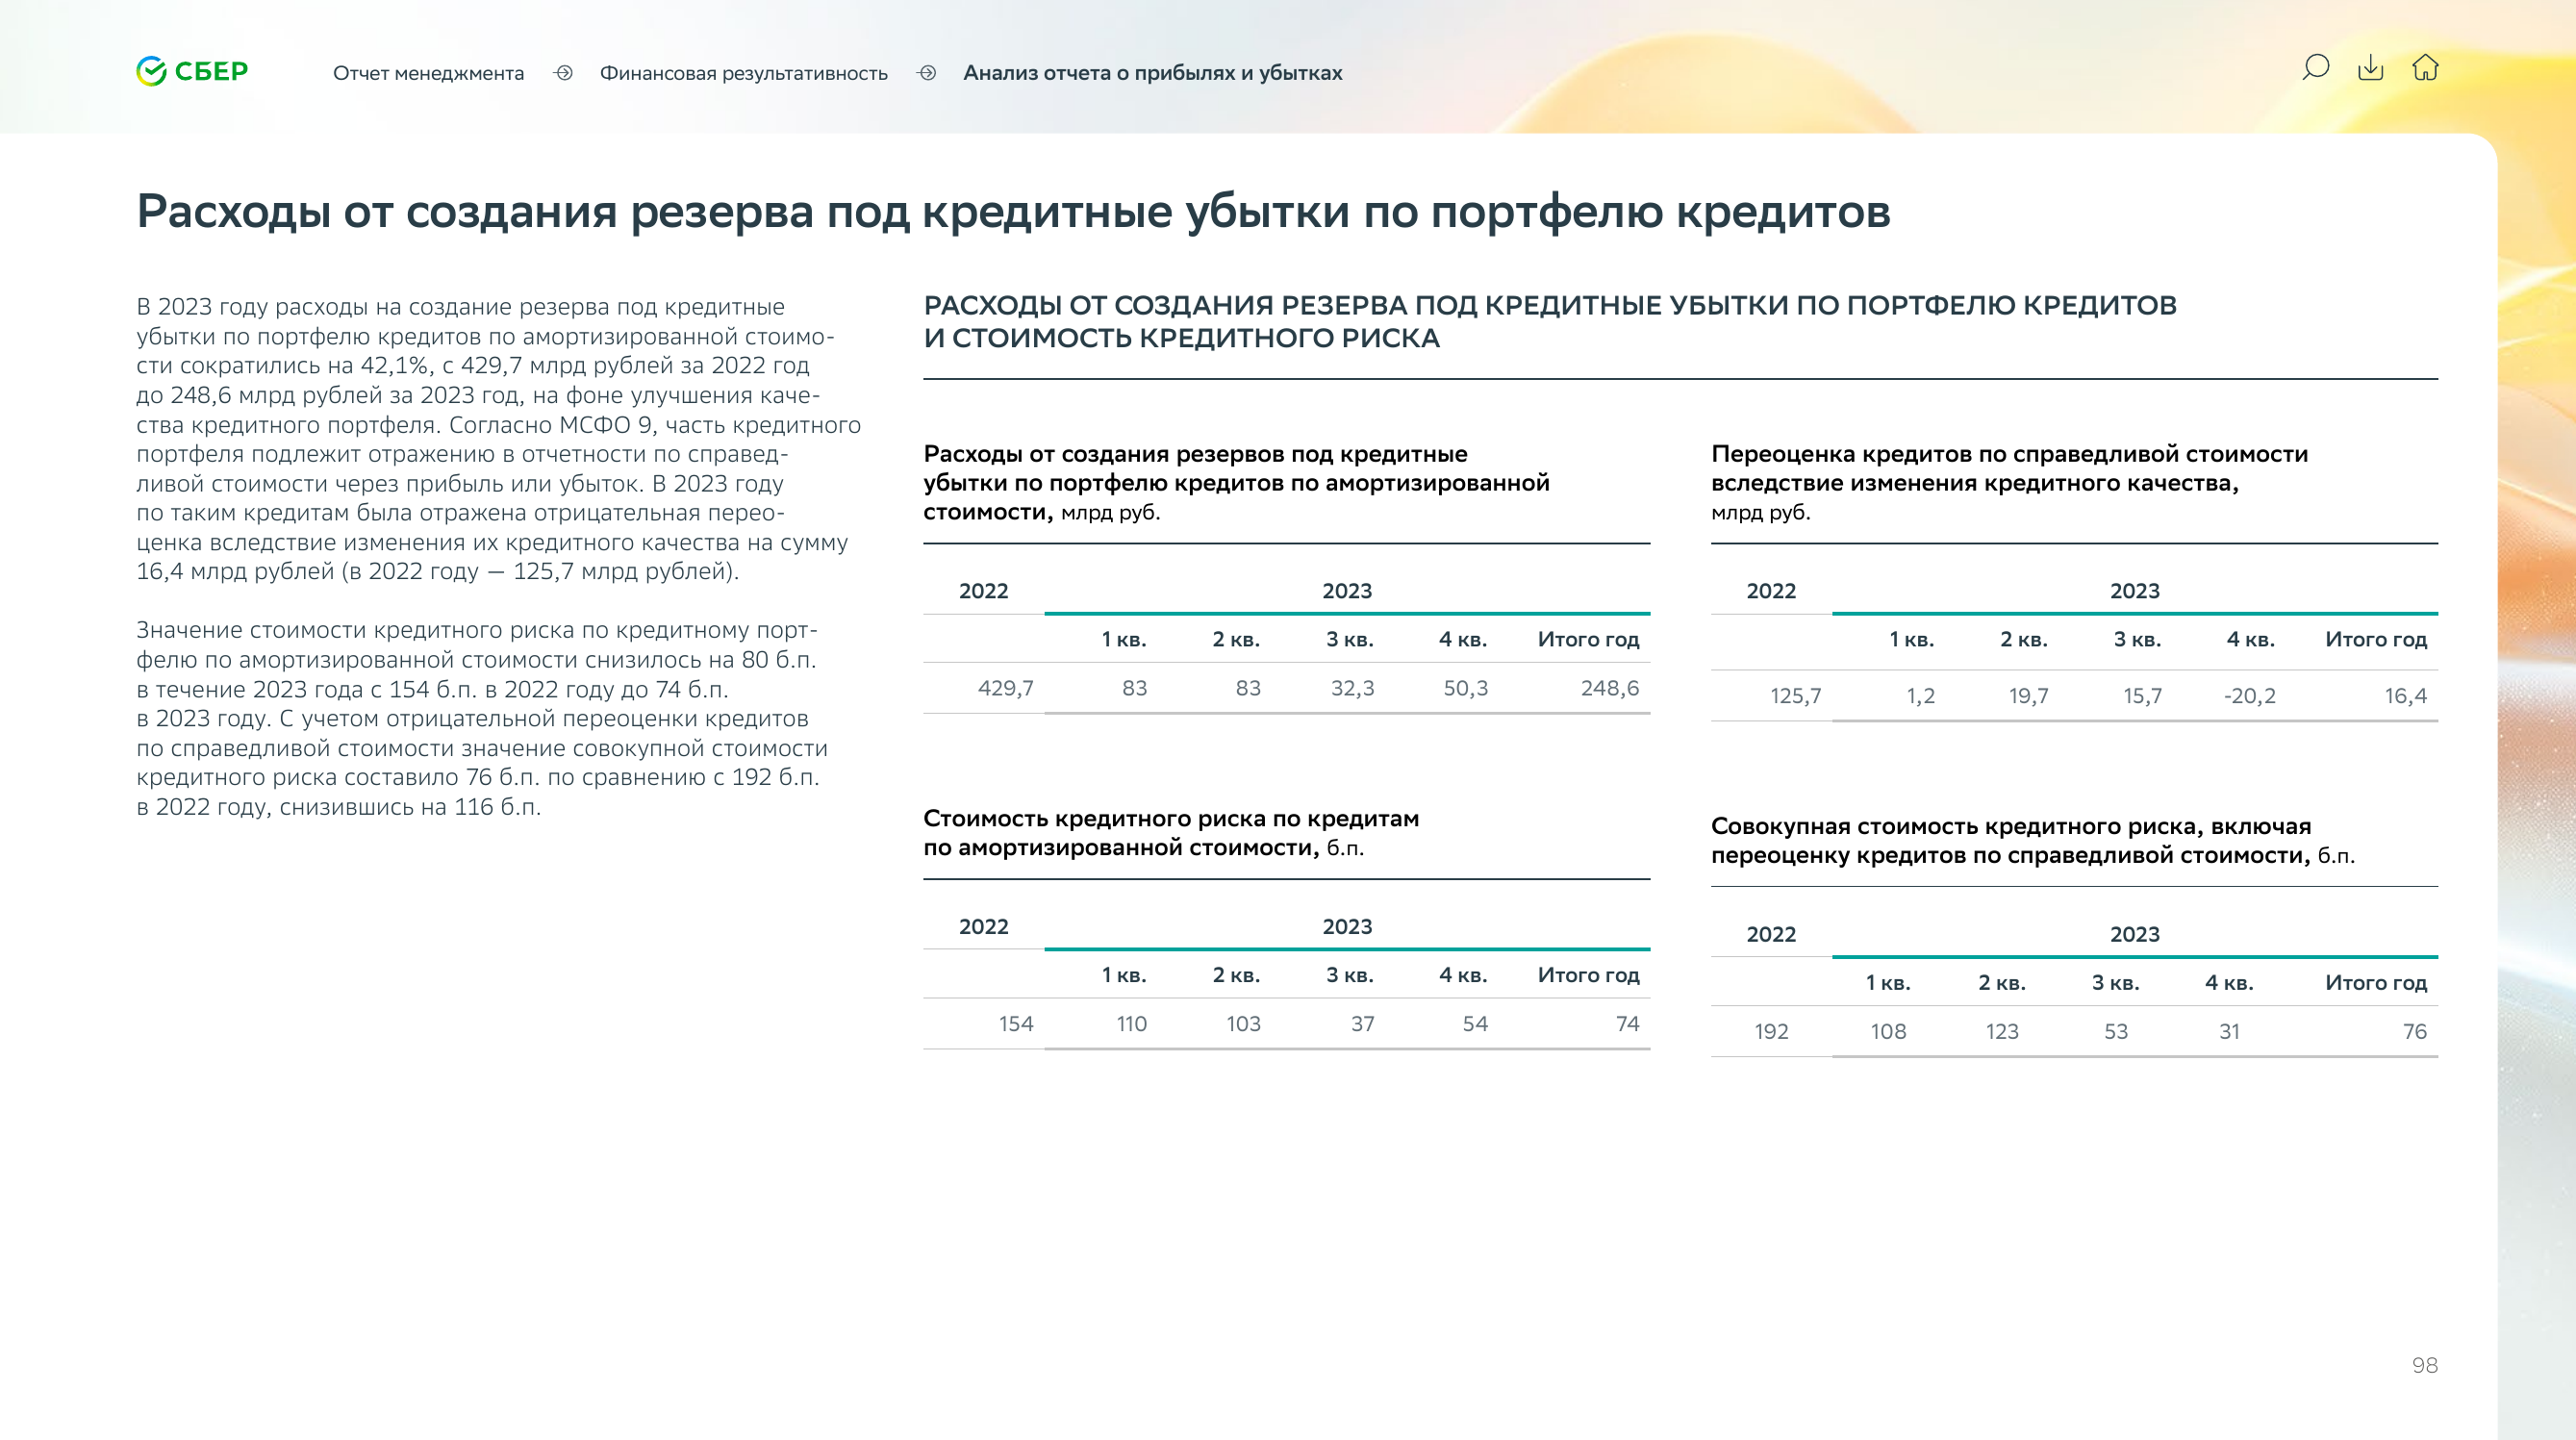 СБЕР
Отчет менеджмента
Финансовая результативность
Анализ отчета о прибылях и убытках
Расходы от создания резерва под кредитные убытки по портфелю кредитов
В 2023 году расходы на создание резерва под кредитные
убытки по портфелю кредитов по амортизированной стоимо-
сти сократились на 42,1%, с 429,7 млрд рублей за 2022 год
до 248,6 млрд рублей за 2023 год, на фоне улучшения каче-
ства кредитного портфеля. Согласно МСФО 9, часть кредитного
портфеля подлежит отражению в отчетности по справед-
ливой стоимости через прибыль или убыток. В 2023 году
по таким кредитам была отражена отрицательная перео-
ценка вследствие изменения их кредитного качества на сумму
16,4 млрд рублей (в 2022 году — 125,7 млрд рублей).
Значение стоимости кредитного риска по кредитному порт-
фелю по амортизированной стоимости снизилось на 80 б.п.
в течение 2023 года с 154 б.п. в 2022 году до 74 б.п.
в 2023 году. С учетом отрицательной переоценки кредитов
по справедливой стоимости значение совокупной стоимости
кредитного риска составило 76 б.п. по сравнению с 192 б.п.
в 2022 году, снизившись на 116 б.п.
РАСХОДЫ ОТ СОЗДАНИЯ РЕЗЕРВА ПОД КРЕДИТНЫЕ УБЫТКИ ПО ПОРТФЕЛЮ КРЕДИТОВ
И СТОИМОСТЬ КРЕДИТНОГО РИСКА
Расходы от создания резервов под кредитные
убытки по портфелю кредитов по амортизированной
стоимости, млрд руб.
2022 2023
1 кв. 2 кв. 3 кв. 4 кв. Итого год
429,7 83 83 32,3 50,3 248,6
Переоценка кредитов по справедливой стоимости
вследствие изменения кредитного качества,
млрд руб.
2022 2023
1 кв. 2 кв. 3 кв. 4 кв. Итого год
125,7 1,2 19,7 15,7 -20,2 16,4
Стоимость кредитного риска по кредитам
по амортизированной стоимости, б.п.
2022 2023
1 кв. 2 кв. 3 кв. 4 кв. Итого год
154 110 103 37 54 74
Совокупная стоимость кредитного риска, включая
переоценку кредитов по справедливой стоимости, б.п.
2022 2023
1 кв. 2 кв. 3 кв. 4 кв. Итого год
192 108 123 53 31 76
98